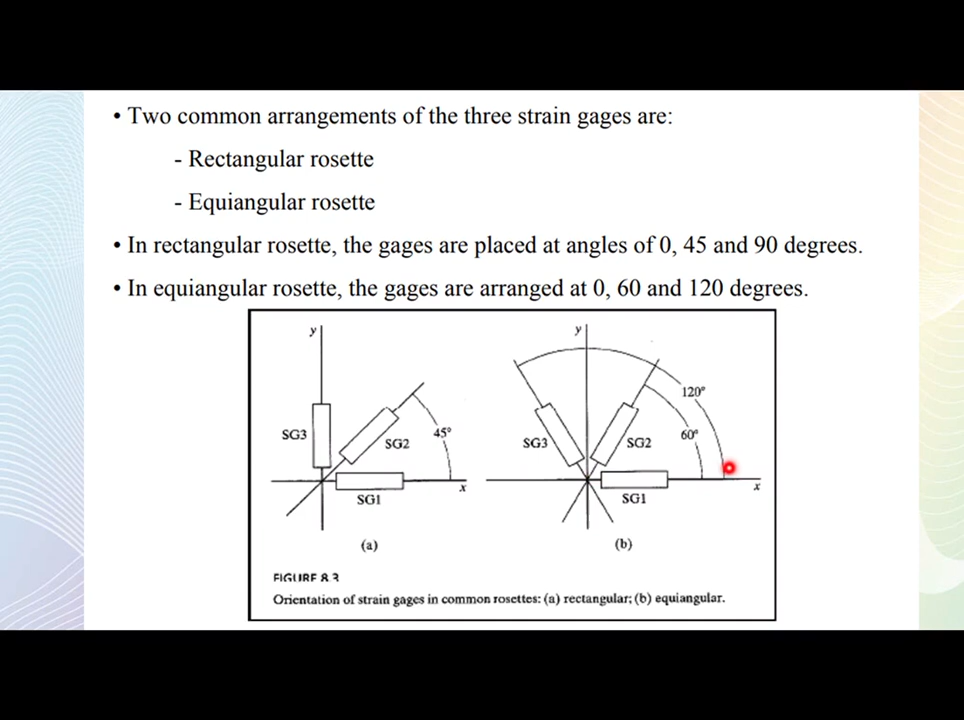 • Two common arrangements of the three strain gages are:
- Rectangular rosette
- Equiangular rosette
• In rectangular rosette, the gages are placed at angles of 0, 45 and 90 degrees.
• In equiangular rosette, the gages are arranged at 0, 60 and 120 degrees.
y
SG3
SG2
45°
x
SG1
(a)
y
120°
SG3
SG2
60°
x
SG1
(b)
FIGURE 8.3
Orientation of strain gages in common rosettes: (a) rectangular; (b) equiangular.